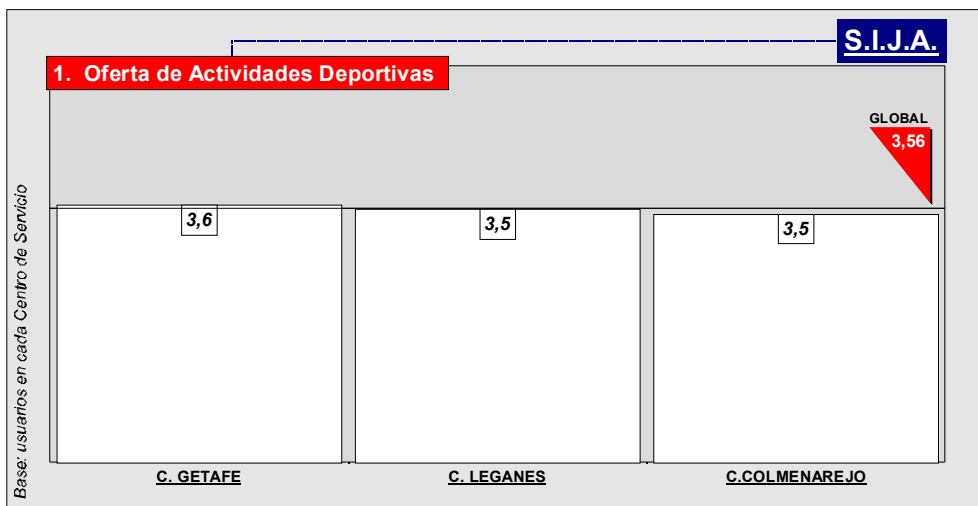 S.I.J.A.
1. Oferta de Actividades Deportivas
GLOBAL
3,56
3,6
3,5
3,5
Base: usuarios en cada Centro de Servicio
C. GETAFE
C. LEGANES
C.COLMENAREJO